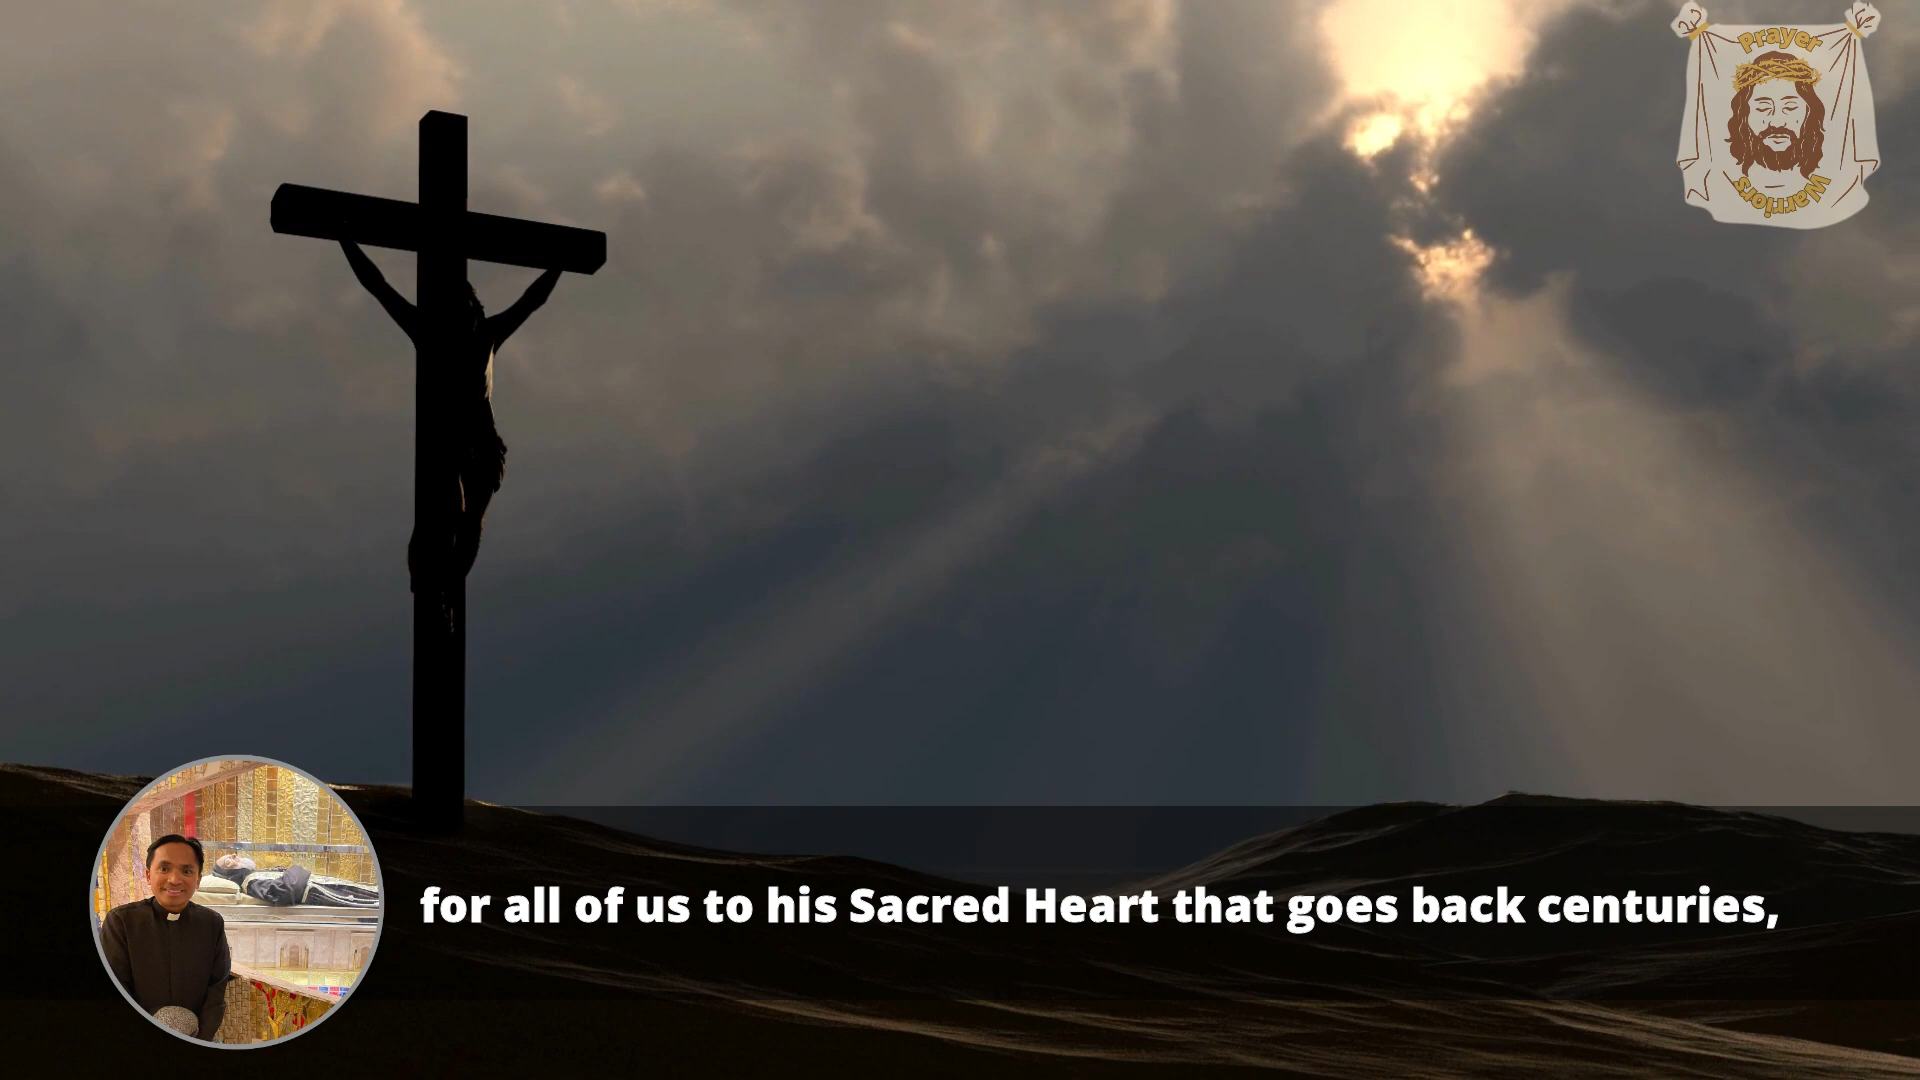 Prayer
Warriors
for all of us to his Sacred Heart that goes back centuries,